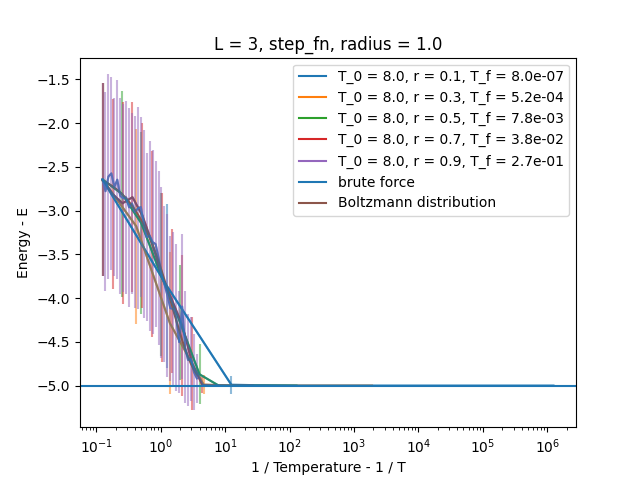 L = 3, step_fn, radius = 1.0
T_0 = 8.0, r = 0.1, T_f = 8.0e-07
T_0 = 8.0, r = 0.3, T_f = 5.2e-04
T_0 = 8.0, r = 0.5, T_f = 7.8e-03
T_0 = 8.0, r = 0.7, T_f = 3.8e-02
T_0 = 8.0, r = 0.9, T_f = 2.7e-01
brute force
Boltzmann distribution
Energy - E
−1.5
−2.0
−2.5
−3.0
−3.5
−4.0
−4.5
−5.0
10⁻¹ 10⁰ 10¹ 10² 10³ 10⁴ 10⁵ 10⁶
1 / Temperature - 1 / T